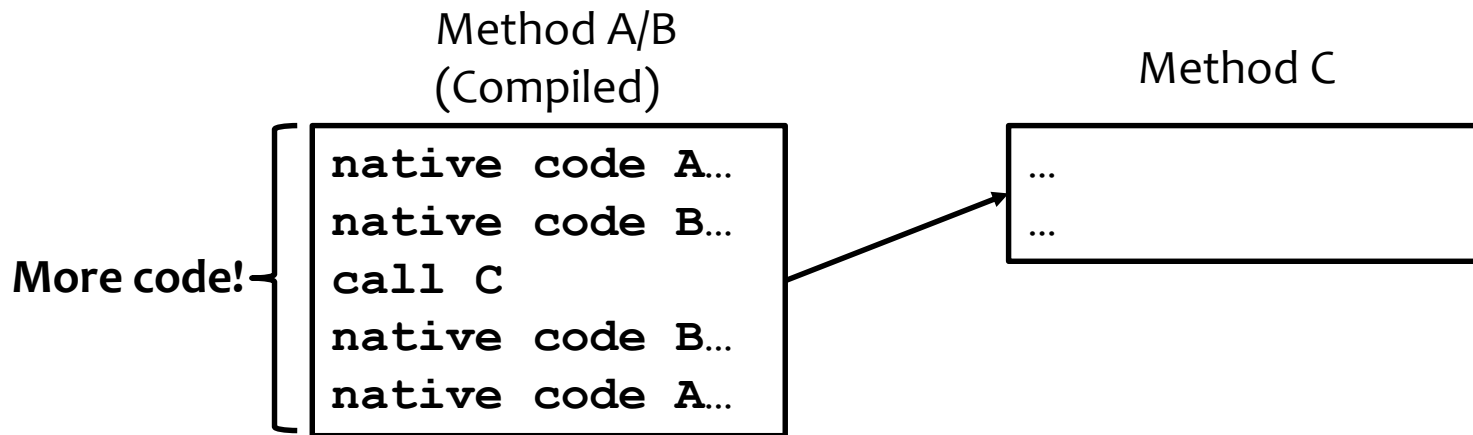 Method A/B
(Compiled)
Method C
More code!
native code A…
native code B…
call C
native code B…
native code A…
…
…